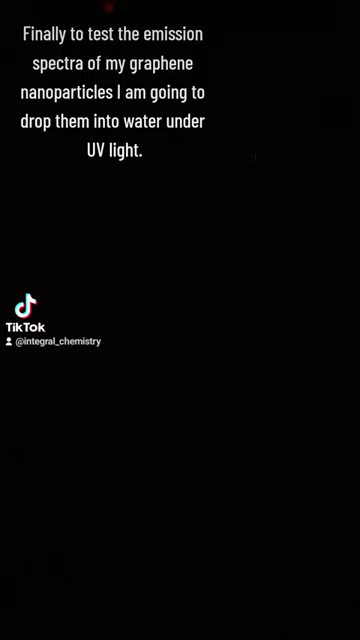 Finally to test the emission
spectra of my graphene
nanoparticles I am going to
drop them into water under
UV light.
TikTok
@integral_chemistry